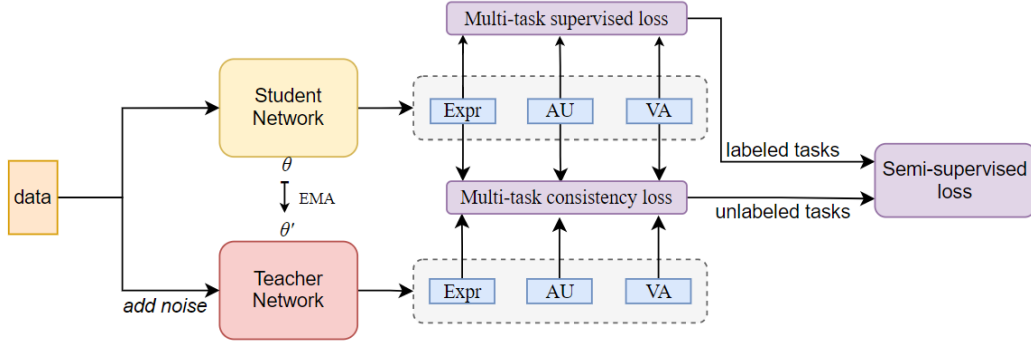 Multi-task supervised loss
Student
Network
Expr
AU
VA
θ
EMA
θ'
data
labeled tasks
Semi-supervised
loss
Multi-task consistency loss
unlabeled tasks
Teacher
Network
add noise
Expr
AU
VA